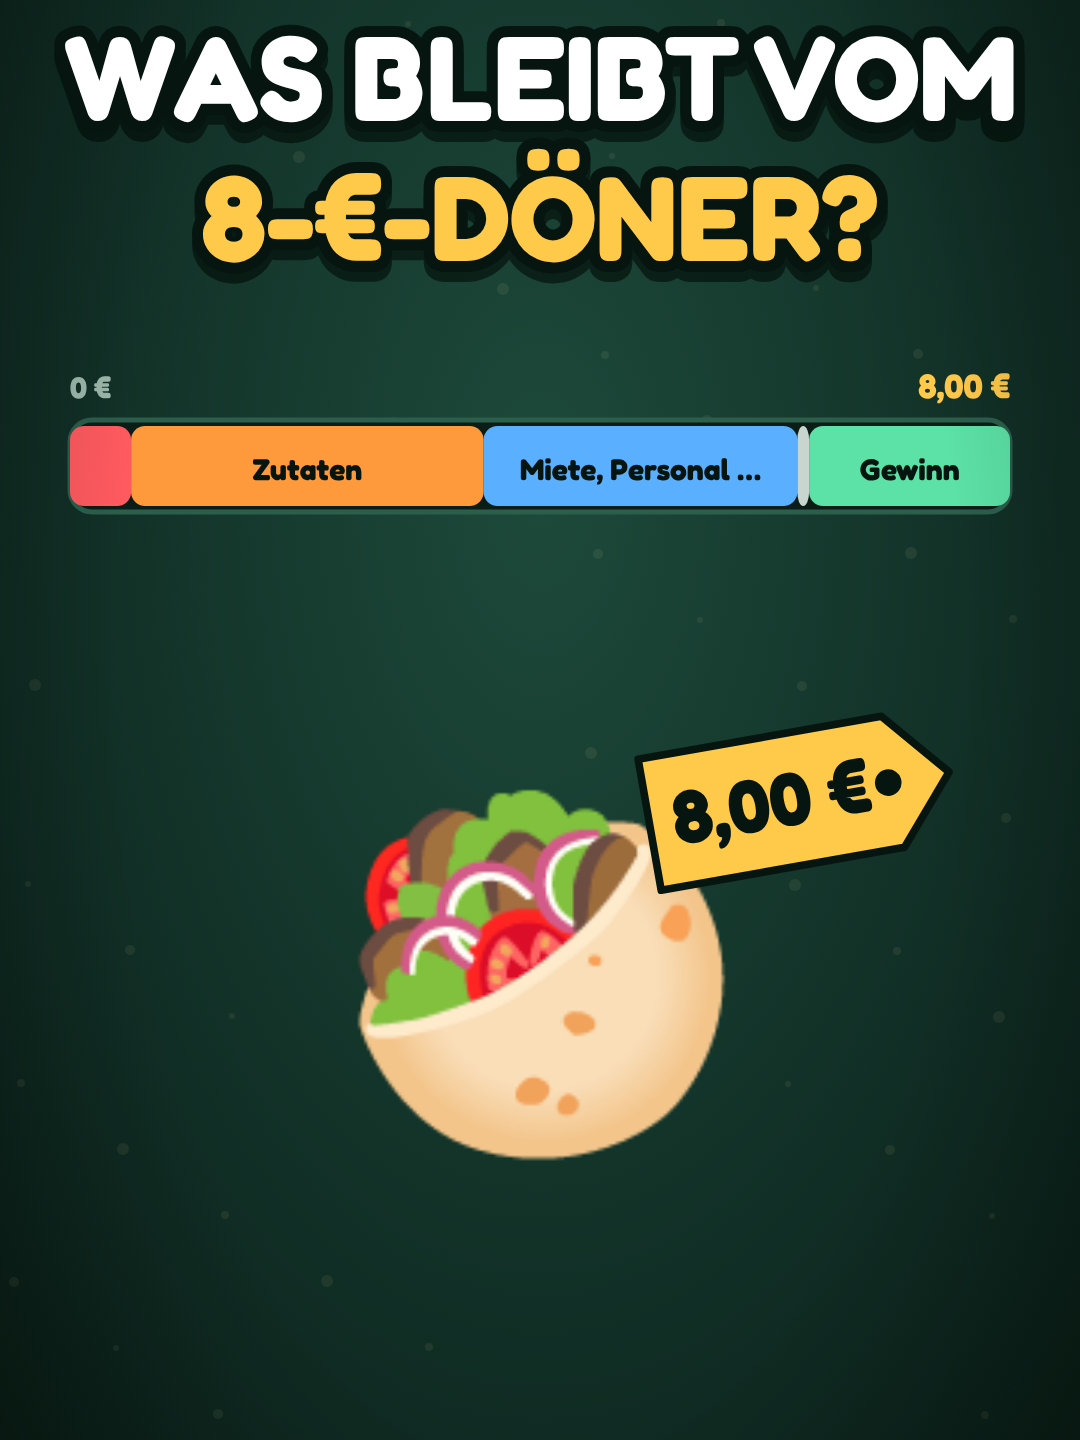 WAS BLEIBT VOM
8-€-DÖNER?
0 €
8,00 €
Zutaten
Miete, Personal ...
Gewinn
8,00 €